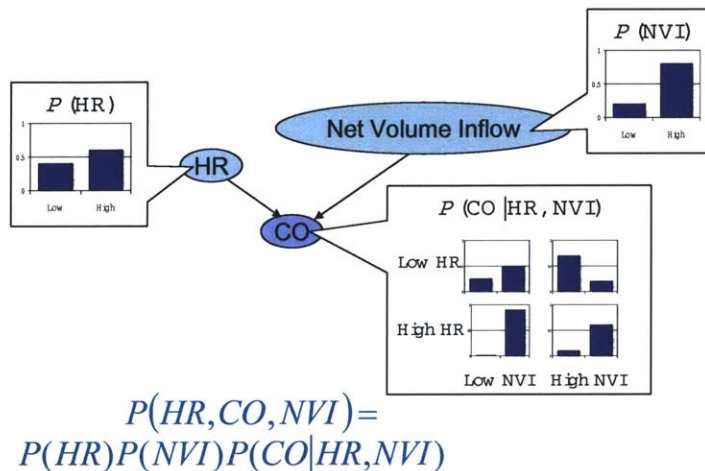 P (NVI)
1
0.5
0
Low High
P (HR)
1
0.5
0
Low High
Net Volume Inflow
HR
CO
P (CO|HR, NVI)
Low HR
High HR
Low NVI High NVI
P(HR,CO,NVI)=
P(HR)P(NVI)P(CO|HR,NVI)